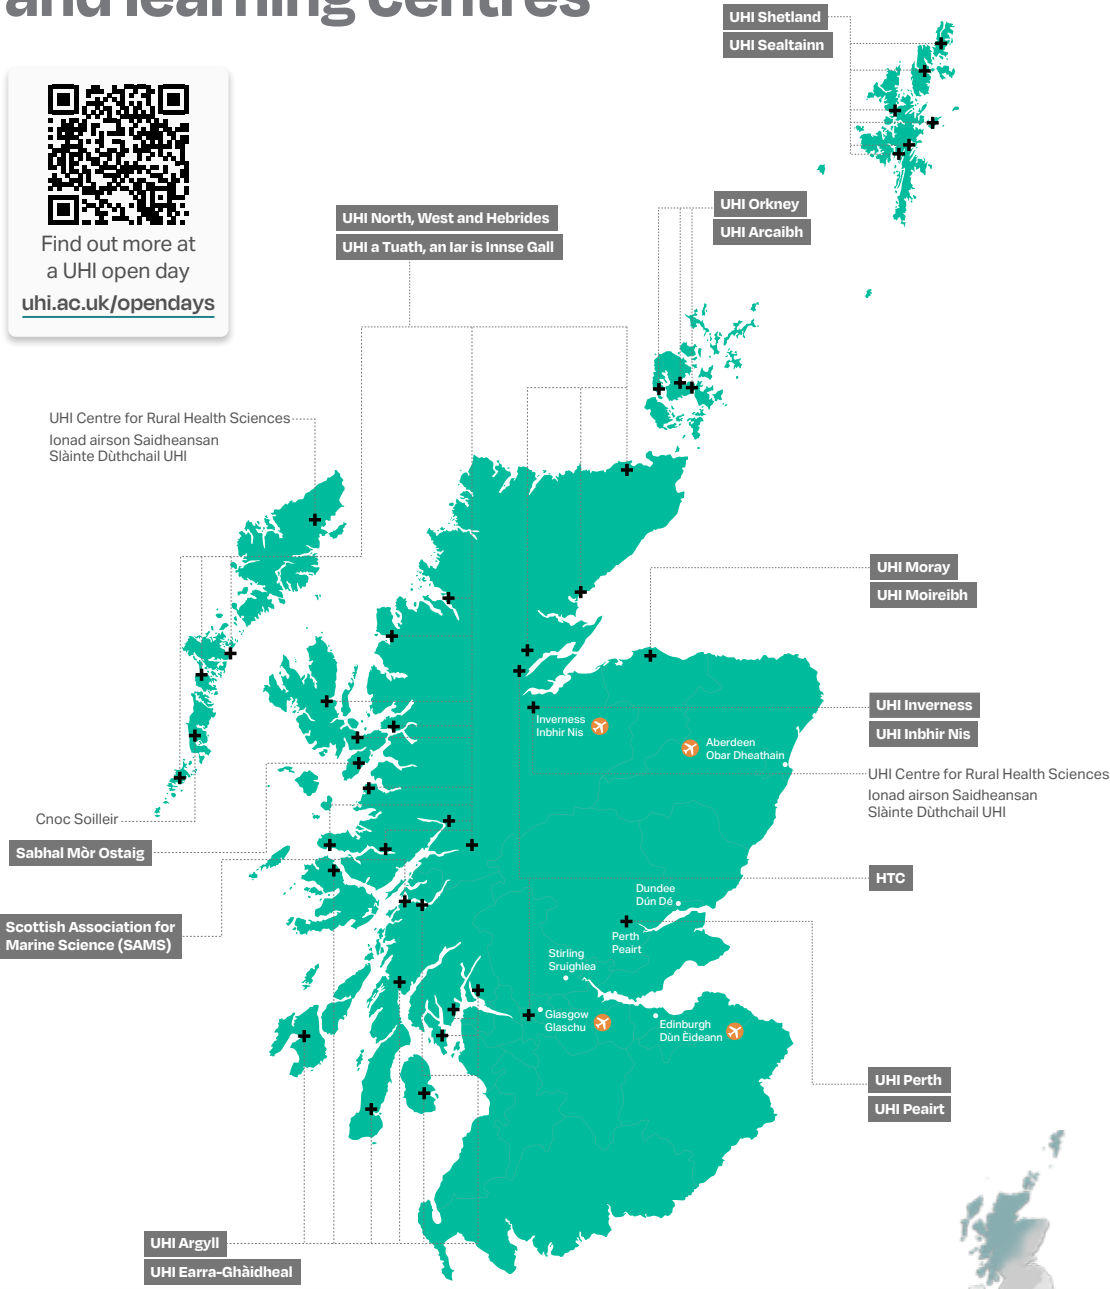 and learning centres
UHI Shetland
UHI Sealtainn
Find out more at
a UHI open day
uhi.ac.uk/opendays
UHI North, West and Hebrides
UHI a Tuath, an Iar is Innse Gall
UHI Orkney
UHI Arcaibh
UHI Centre for Rural Health Sciences
Ionad airson Saidheansan
Slàinte Dùthchail UHI
UHI Moray
UHI Moireibh
UHI Inverness
UHI Inbhir Nis
Inverness
Inbhir Nis
Aberdeen
Obar Dheathain
UHI Centre for Rural Health Sciences
Ionad airson Saidheansan
Slàinte Dùthchail UHI
Cnoc Soilleir
Sabhal Mòr Ostaig
HTC
Dundee
Dún Dé
Scottish Association for
Marine Science (SAMS)
Perth
Peairt
Stirling
Sruighlea
Glasgow
Glaschu
Edinburgh
Dùn Èideann
UHI Perth
UHI Peairt
UHI Argyll
UHI Earra-Ghàidheal